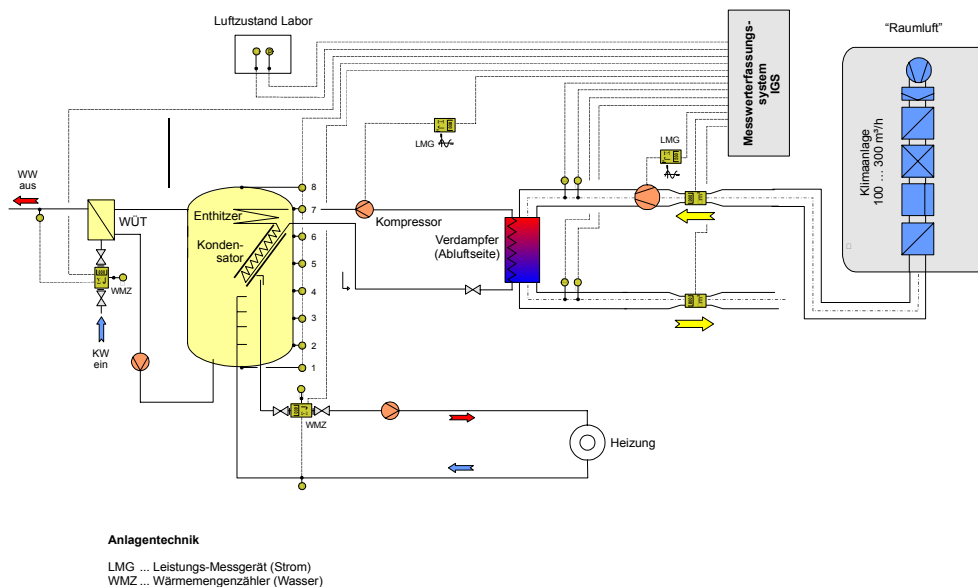 Luftzustand Labor
"Raumluft"
Messwerterfassungs-
system
IGS
Klimaanlage
100 ... 300 m³/h
LMG
LMG
WW
aus
WÜT
WMZ
KW
ein
Enthitzer
Konden-
sator
8
7
6
5
4
3
2
1
Kompressor
Verdampfer
(Abluftseite)
WMZ
Heizung
Anlagentechnik
LMG ... Leistungs-Messgerät (Strom)
WMZ ... Wärmemengenzähler (Wasser)